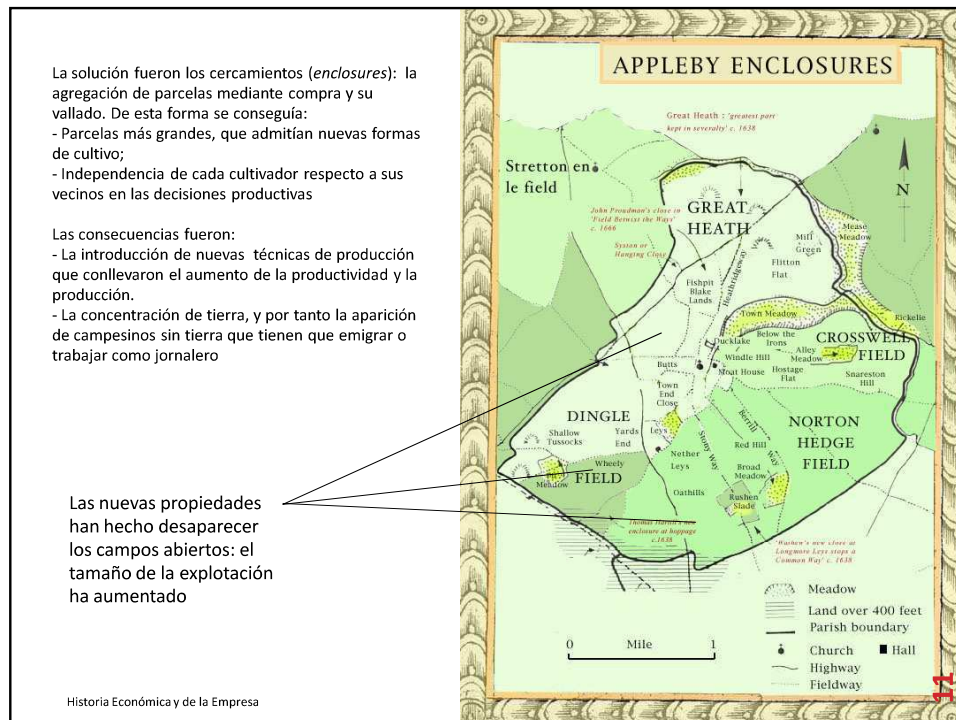 La solución fueron los cercamientos (enclosures):  la
agregación de parcelas mediante compra y su
vallado. De esta forma se conseguía:
- Parcelas más grandes, que admitían nuevas formas
de cultivo;
- Independencia de cada cultivador respecto a sus
vecinos en las decisiones productivas
Las consecuencias fueron:
- La introducción de nuevas  técnicas de producción
que conllevaron el aumento de la productividad y la
producción.
- La concentración de tierra, y por tanto la aparición
de campesinos sin tierra que tienen que emigrar o
trabajar como jornalero
Las nuevas propiedades
han hecho desaparecer
los campos abiertos: el
tamaño de la explotación
ha aumentado
Historia Económica y de la Empresa
APPLEBY ENCLOSURES
Great Heath : 'greatest part
kept in severalty' c. 1638
Stretton en
le field
N
GREAT
HEATH
John Proudman's close in
'Field Betwixt the Ways'
c. 1666
Syson or
Hanging Close
Mease
Meadow
Mill
Green
Flitton
Flat
Heathridgeway
Fishpit
Blake
Lands
Town Meadow
Rickelie
Ducklake
Below the
Irons
CROSSWELL
FIELD
Alley
Meadow
Windle Hill
Butts
Moat House
Hostage
Flat
Snareston
Hill
Town
End
Close
DINGLE
FIELD
Shallow
Tussocks
Yards
End
Leys
Stony Way
Berrill
Way
NORTON
HEDGE
FIELD
Red Hill
Nether
Leys
Wheely
Meadow
Broad
Meadow
Oathills
Rushen
Slade
enclosure at hoppage
c.1638
'Washen's new close at
Longmore Leys stops a
Common Way' c. 1638
Meadow
Land over 400 feet
Parish boundary
0 Mile 1
Church
Hall
Highway
Fieldway
11